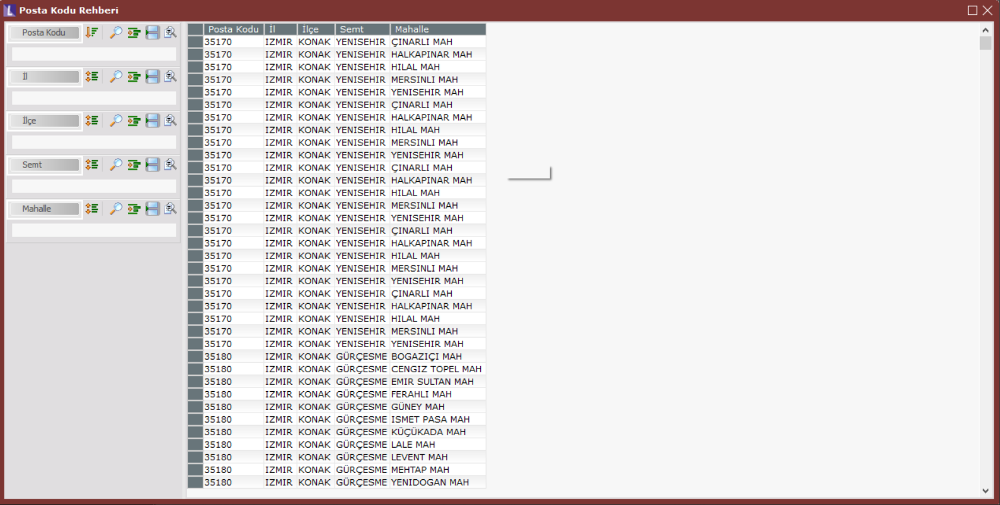 Posta Kodu Rehberi
Posta Kodu
İl
İlçe
Semt
Mahalle
Posta Kodu İl İlçe Semt Mahalle
35170 IZMIR KONAK YENISEHIR ÇINARLI MAH
35170 IZMIR KONAK YENISEHIR HALKAPINAR MAH
35170 IZMIR KONAK YENISEHIR HILAL MAH
35170 IZMIR KONAK YENISEHIR MERSINLI MAH
35170 IZMIR KONAK YENISEHIR YENISEHIR MAH
35170 IZMIR KONAK YENISEHIR ÇINARLI MAH
35170 IZMIR KONAK YENISEHIR HALKAPINAR MAH
35170 IZMIR KONAK YENISEHIR HILAL MAH
35170 IZMIR KONAK YENISEHIR MERSINLI MAH
35170 IZMIR KONAK YENISEHIR YENISEHIR MAH
35170 IZMIR KONAK YENISEHIR ÇINARLI MAH
35170 IZMIR KONAK YENISEHIR HALKAPINAR MAH
35170 IZMIR KONAK YENISEHIR HILAL MAH
35170 IZMIR KONAK YENISEHIR MERSINLI MAH
35170 IZMIR KONAK YENISEHIR YENISEHIR MAH
35170 IZMIR KONAK YENISEHIR ÇINARLI MAH
35170 IZMIR KONAK YENISEHIR HALKAPINAR MAH
35170 IZMIR KONAK YENISEHIR HILAL MAH
35170 IZMIR KONAK YENISEHIR MERSINLI MAH
35170 IZMIR KONAK YENISEHIR YENISEHIR MAH
35170 IZMIR KONAK YENISEHIR ÇINARLI MAH
35170 IZMIR KONAK YENISEHIR HALKAPINAR MAH
35170 IZMIR KONAK YENISEHIR HILAL MAH
35170 IZMIR KONAK YENISEHIR MERSINLI MAH
35170 IZMIR KONAK YENISEHIR YENISEHIR MAH
35180 IZMIR KONAK GÜRÇESME BOGAZIÇI MAH
35180 IZMIR KONAK GÜRÇESME CENGIZ TOPEL MAH
35180 IZMIR KONAK GÜRÇESME EMIR SULTAN MAH
35180 IZMIR KONAK GÜRÇESME FERAHLI MAH
35180 IZMIR KONAK GÜRÇESME GÜNEY MAH
35180 IZMIR KONAK GÜRÇESME ISMET PASA MAH
35180 IZMIR KONAK GÜRÇESME KÜÇÜKADA MAH
35180 IZMIR KONAK GÜRÇESME LALE MAH
35180 IZMIR KONAK GÜRÇESME LEVENT MAH
35180 IZMIR KONAK GÜRÇESME MEHTAP MAH
35180 IZMIR KONAK GÜRÇESME YENIDOGAN MAH